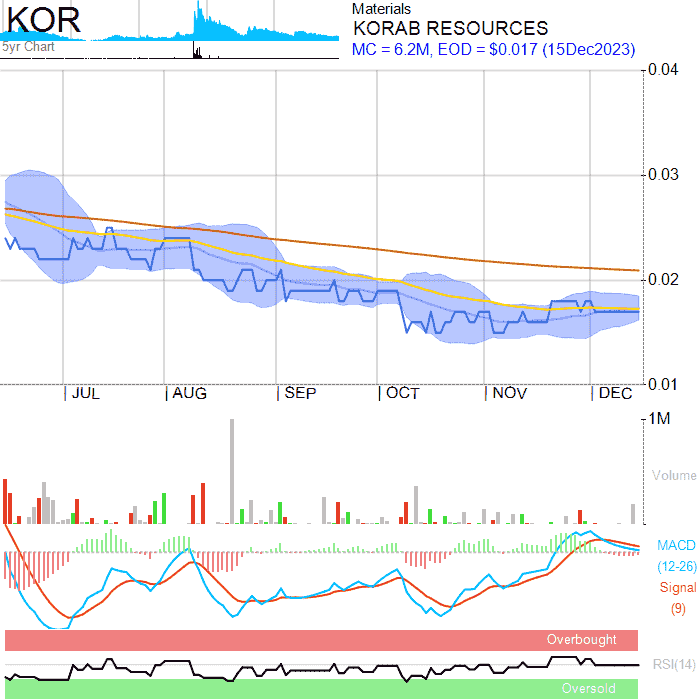 KOR
5yr Chart
Materials
KORAB RESOURCES
MC = 6.2M, EOD = $0.017 (15Dec2023)
0.04
0.03
0.02
0.01
JUL AUG SEP OCT NOV DEC
1M
Volume
MACD
(12-26)
Signal
(9)
Overbought
RSI(14)
Oversold